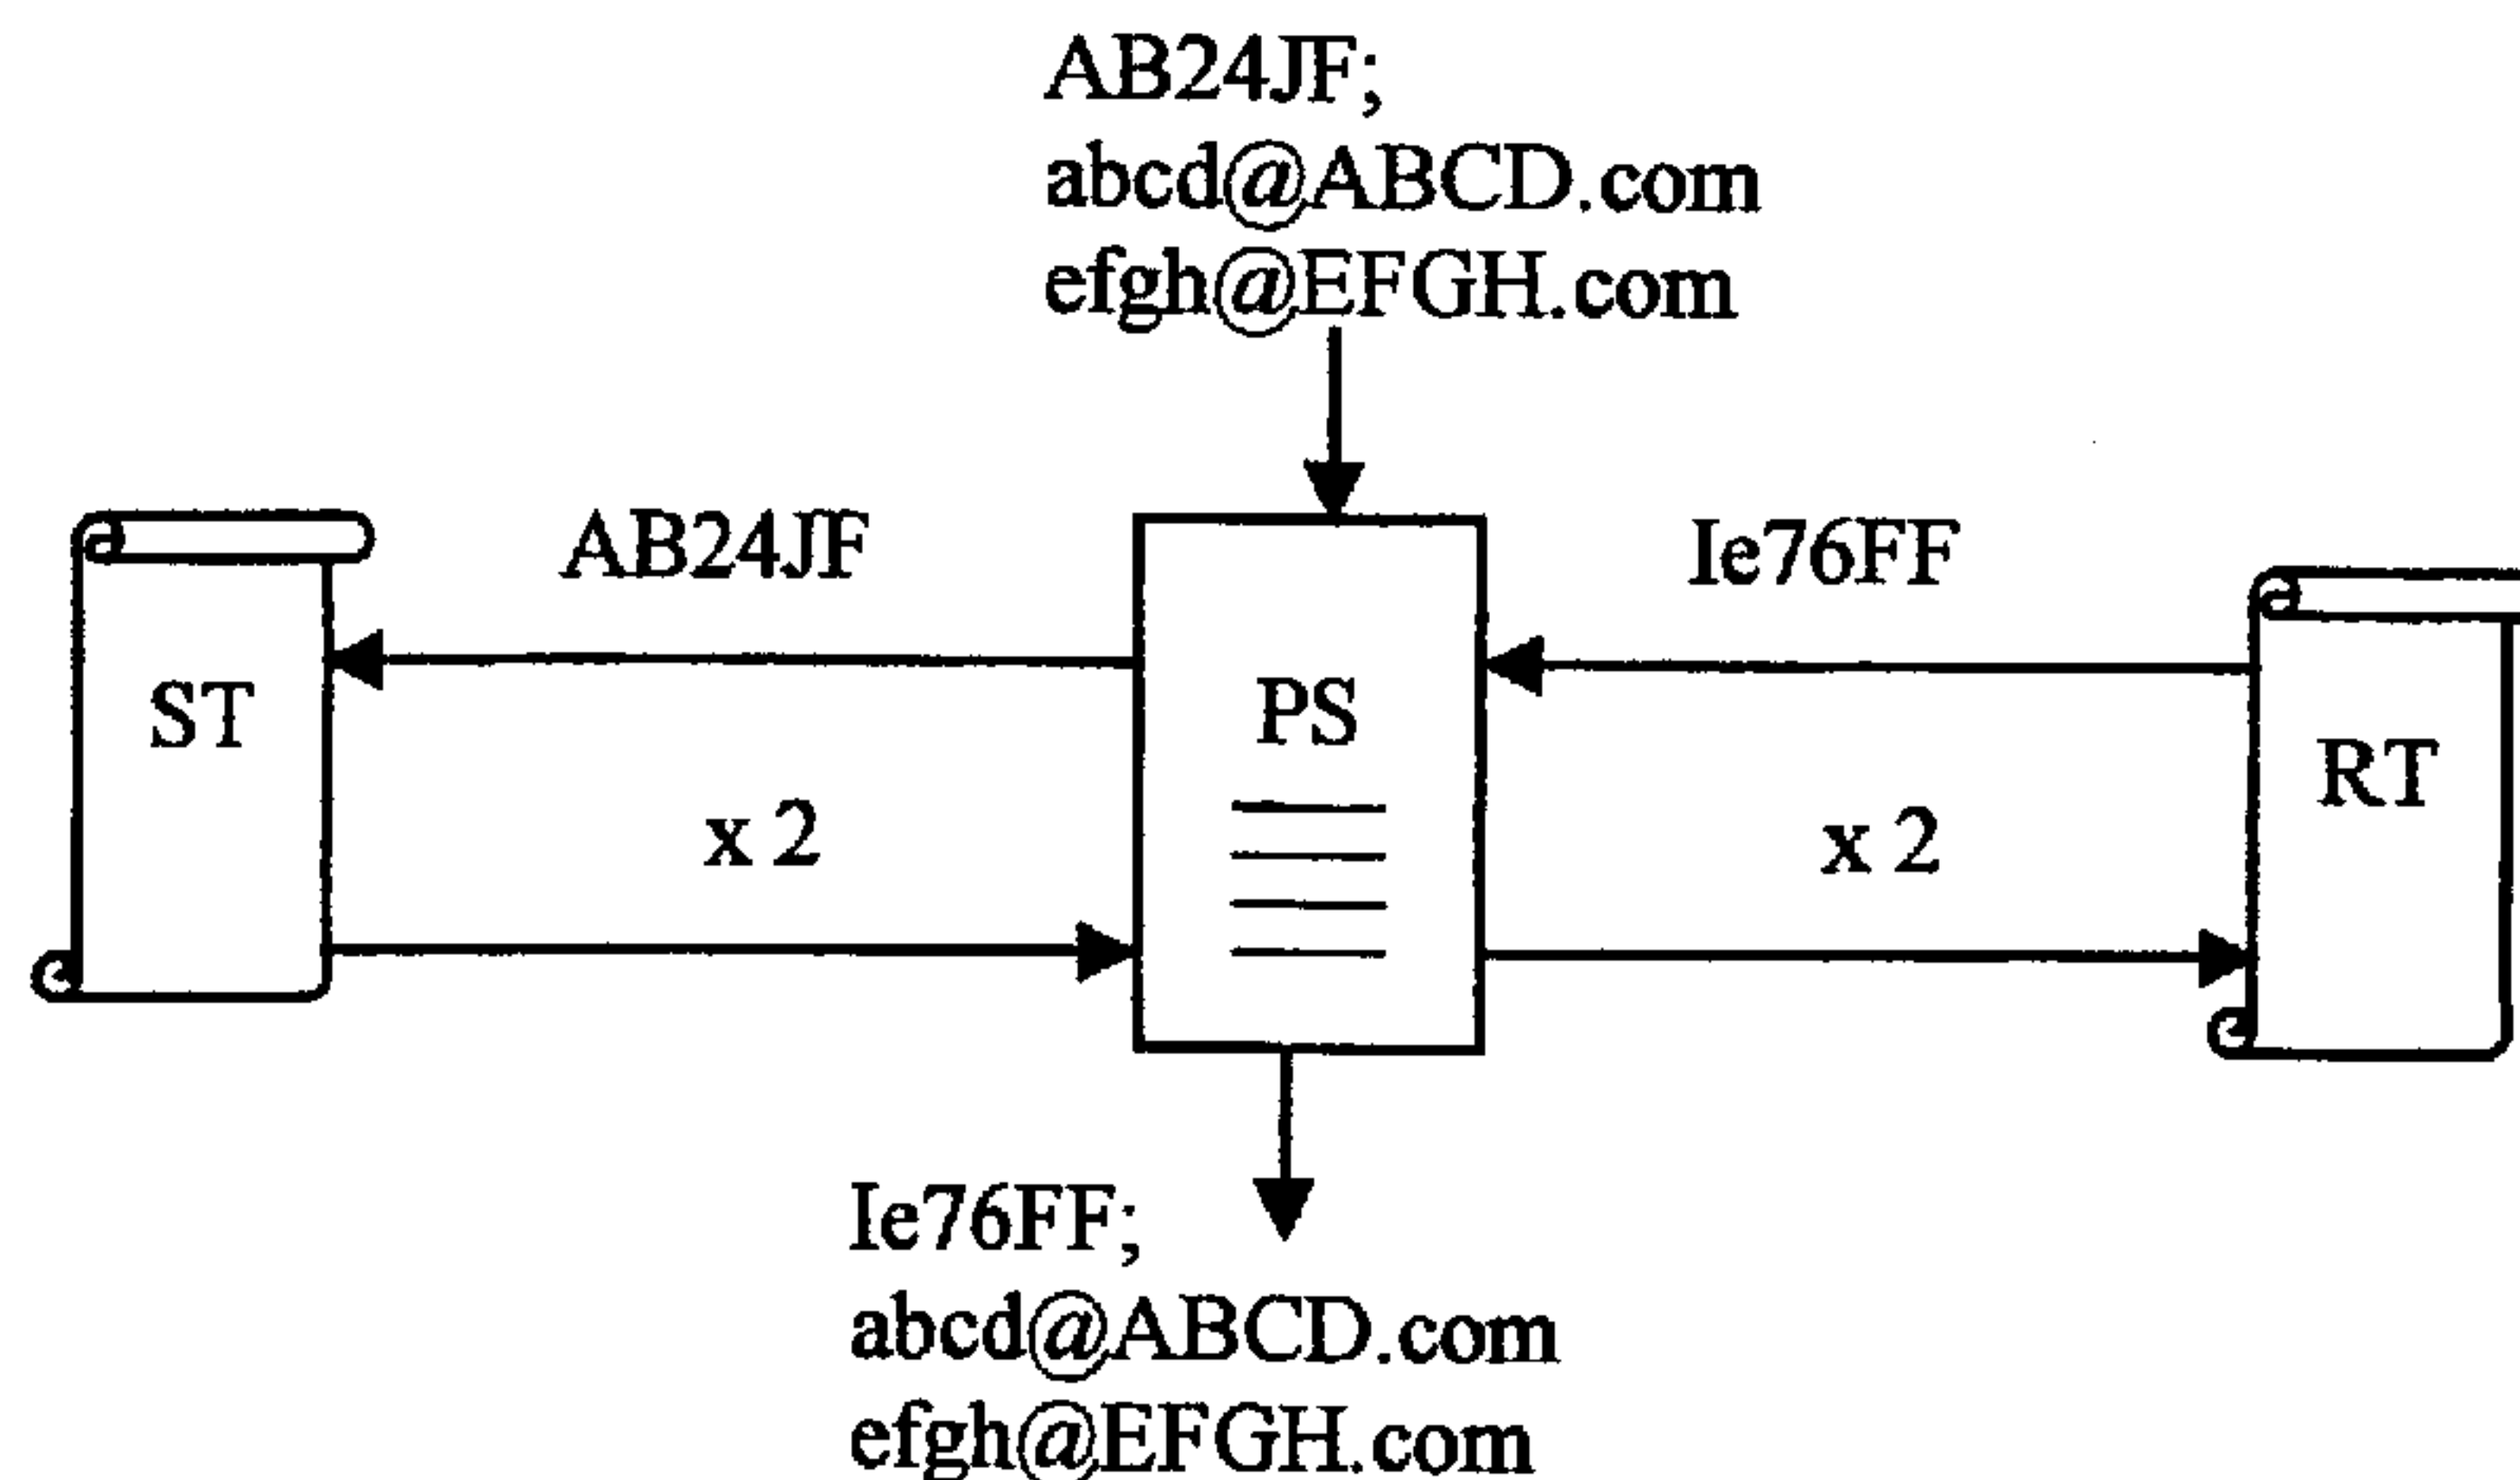 AB24JF;
abcd@ABCD.com
efgh@EFGH.com
AB24JF
Ie76FF
ST
PS
RT
x 2
x 2
Ie76FF;
abcd@ABCD.com
efgh@EFGH.com